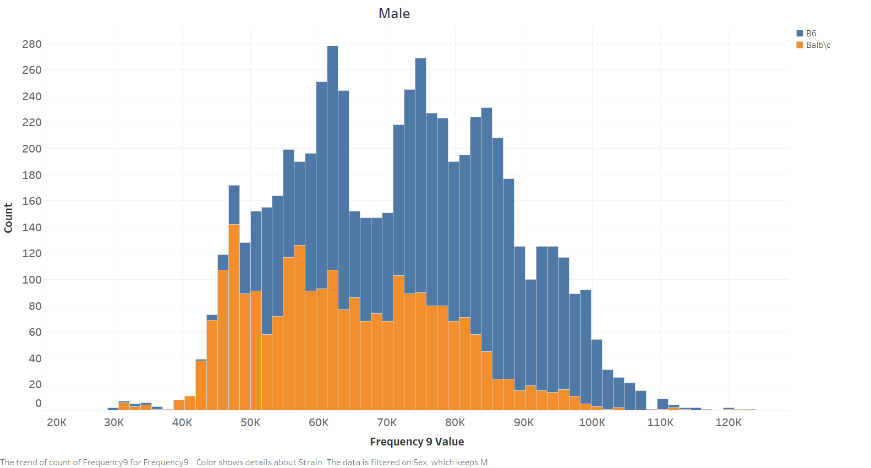 Male
B6
Balb\c
280
260
240
220
200
180
160
140
120
100
80
60
40
20
0
Count
20K 30K 40K 50K 60K 70K 80K 90K 100K 110K 120K
Frequency 9 Value
The trend of count of Frequency9 for Frequency9 . Color shows details about Strain. The data is filtered on Sex, which keeps M.